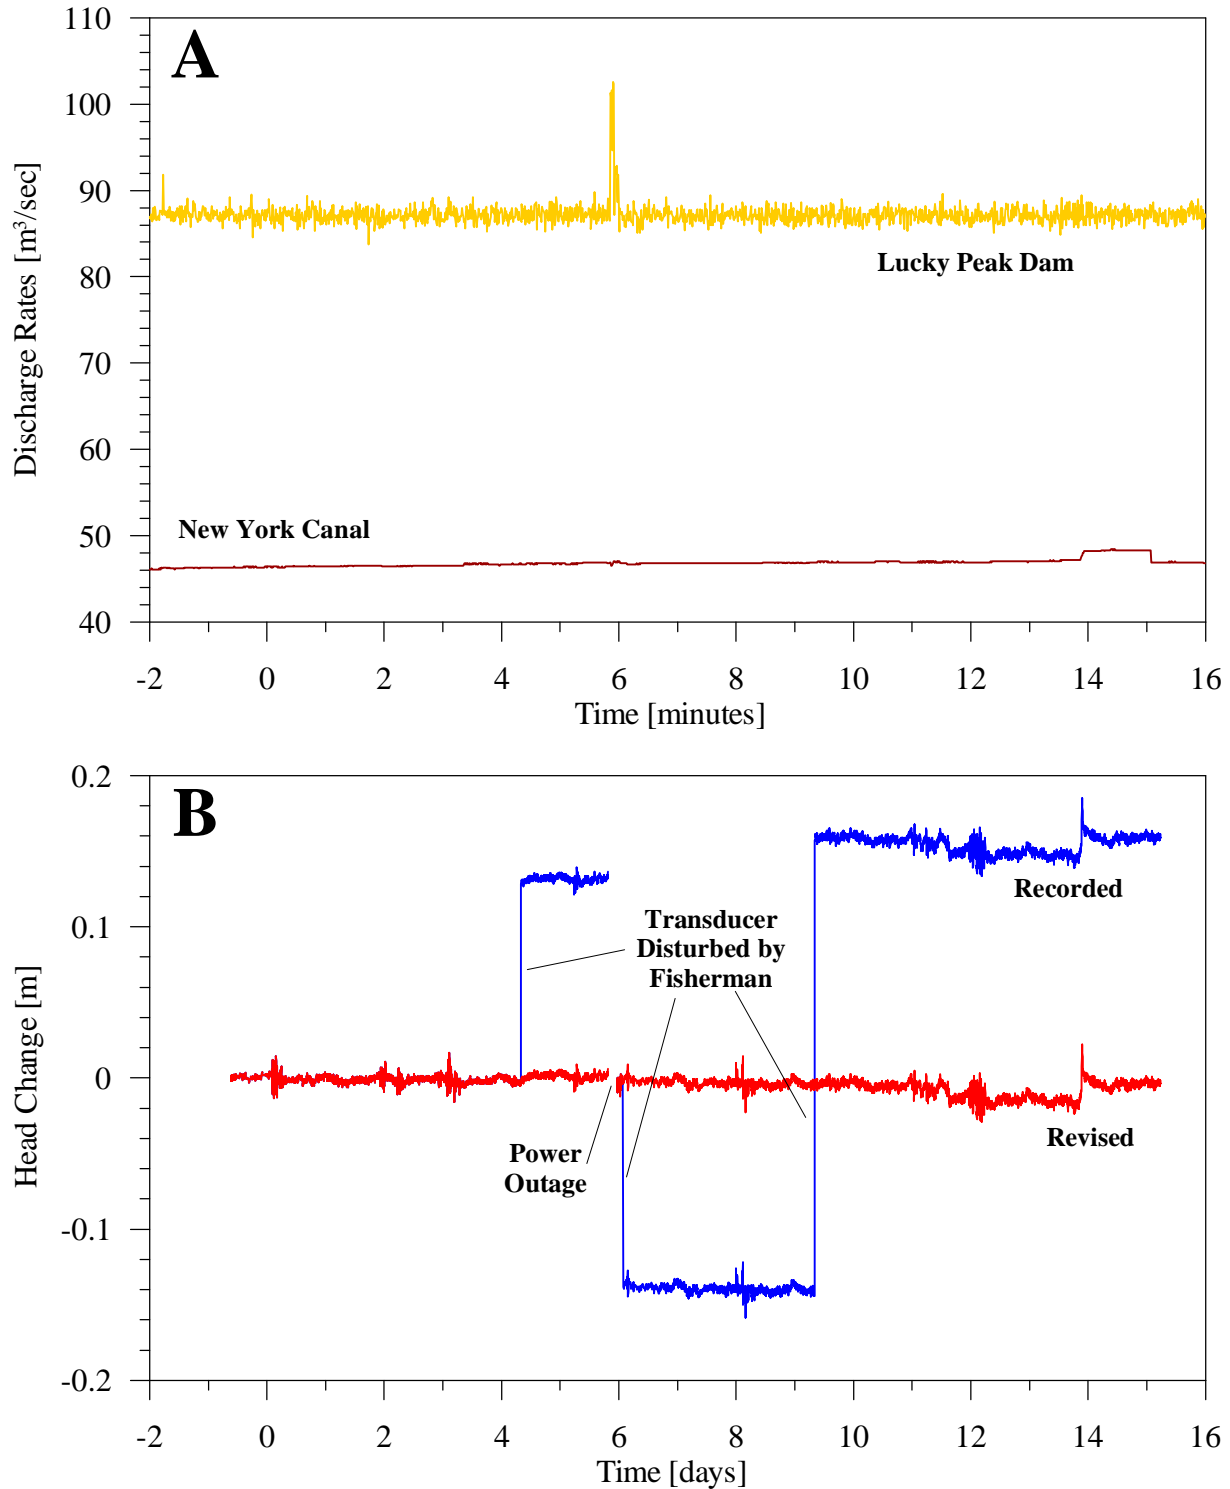 A
110
100
90
80
70
60
50
40
Discharge Rates [m³/sec]
Lucky Peak Dam
New York Canal
-2 0 2 4 6 8 10 12 14 16
Time [minutes]
B
0.2
0.1
0
-0.1
-0.2
Head Change [m]
Transducer
Disturbed by
Fisherman
Recorded
Power
Outage
Revised
-2 0 2 4 6 8 10 12 14 16
Time [days]